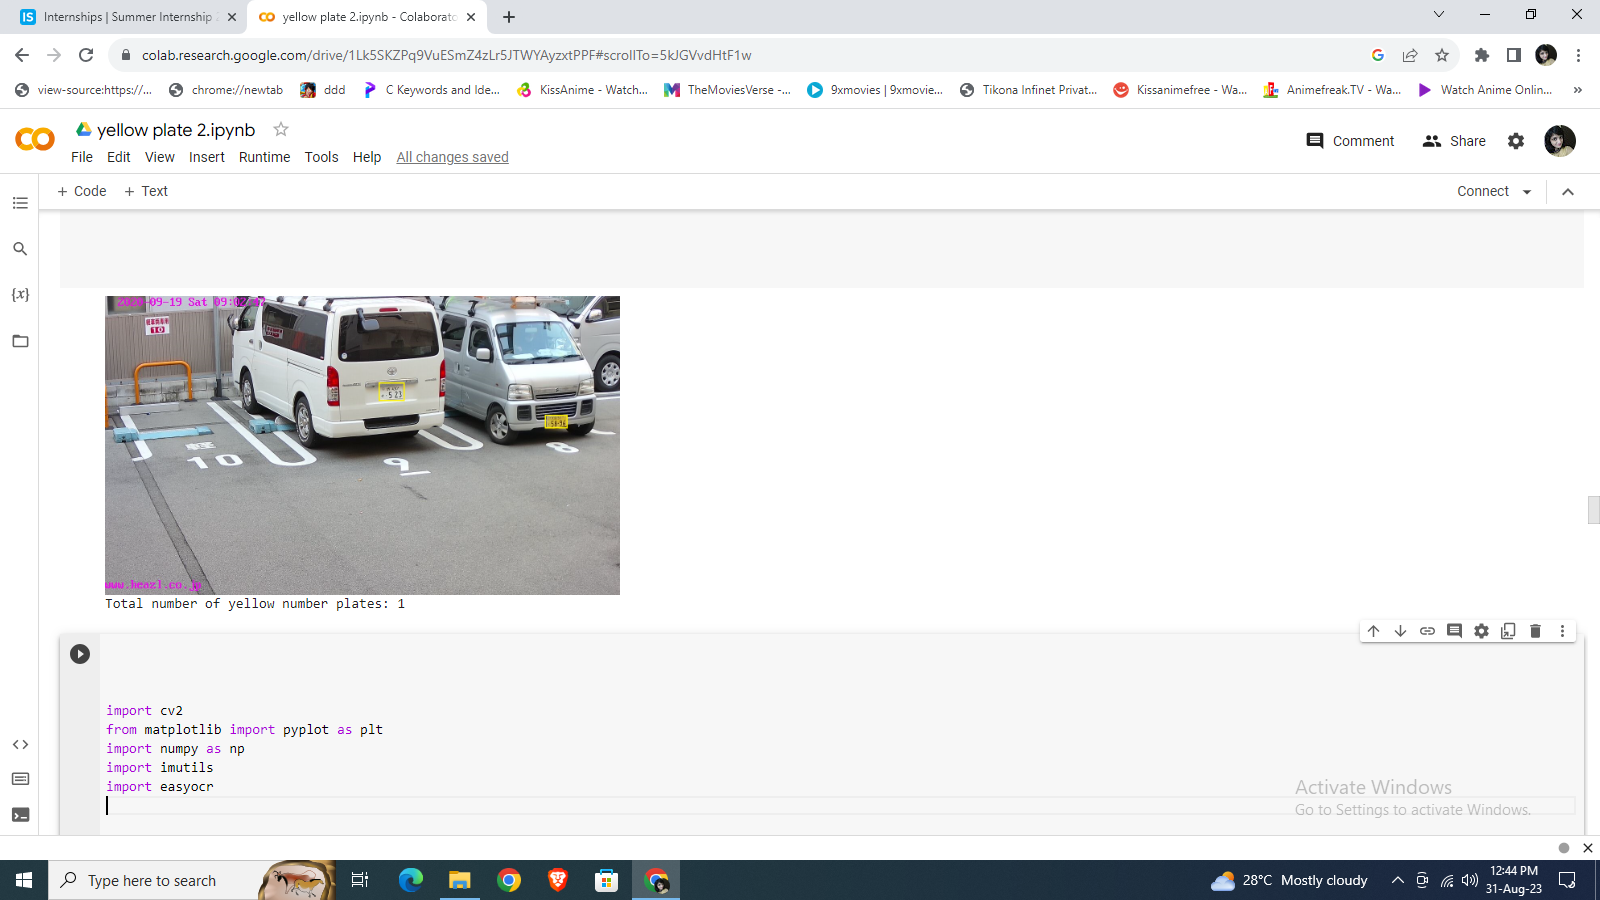 Internships | Summer Internship
yellow plate 2.ipynb - Colaborato
colab.research.google.com/drive/1Lk5SKZPq9VuESmZ4zLr5JTWYAyzxtPPF#scrollTo=5kJGVvdHtF1w
view-source:https://...
chrome://newtab
ddd
C Keywords and Ide...
KissAnime - Watch...
TheMoviesVerse -...
9xmovies | 9xmovie...
Tikona Infinet Privat...
Kissanimefree - Wa...
Animefreak.TV - Wa...
Watch Anime Onlin...
»
yellow plate 2.ipynb
File Edit View Insert Runtime Tools Help All changes saved
Comment
Share
+ Code + Text
Connect
{x}
2020-09-19 Sat
10
523
軽
10
9
8
www.heazl.co.jp
Total number of yellow number plates: 1
import cv2
from matplotlib import pyplot as plt
import numpy as np
import imutils
import easyocr
Activate Windows
Go to Settings to activate Windows.
Type here to search
28°C Mostly cloudy
12:44 PM
31-Aug-23